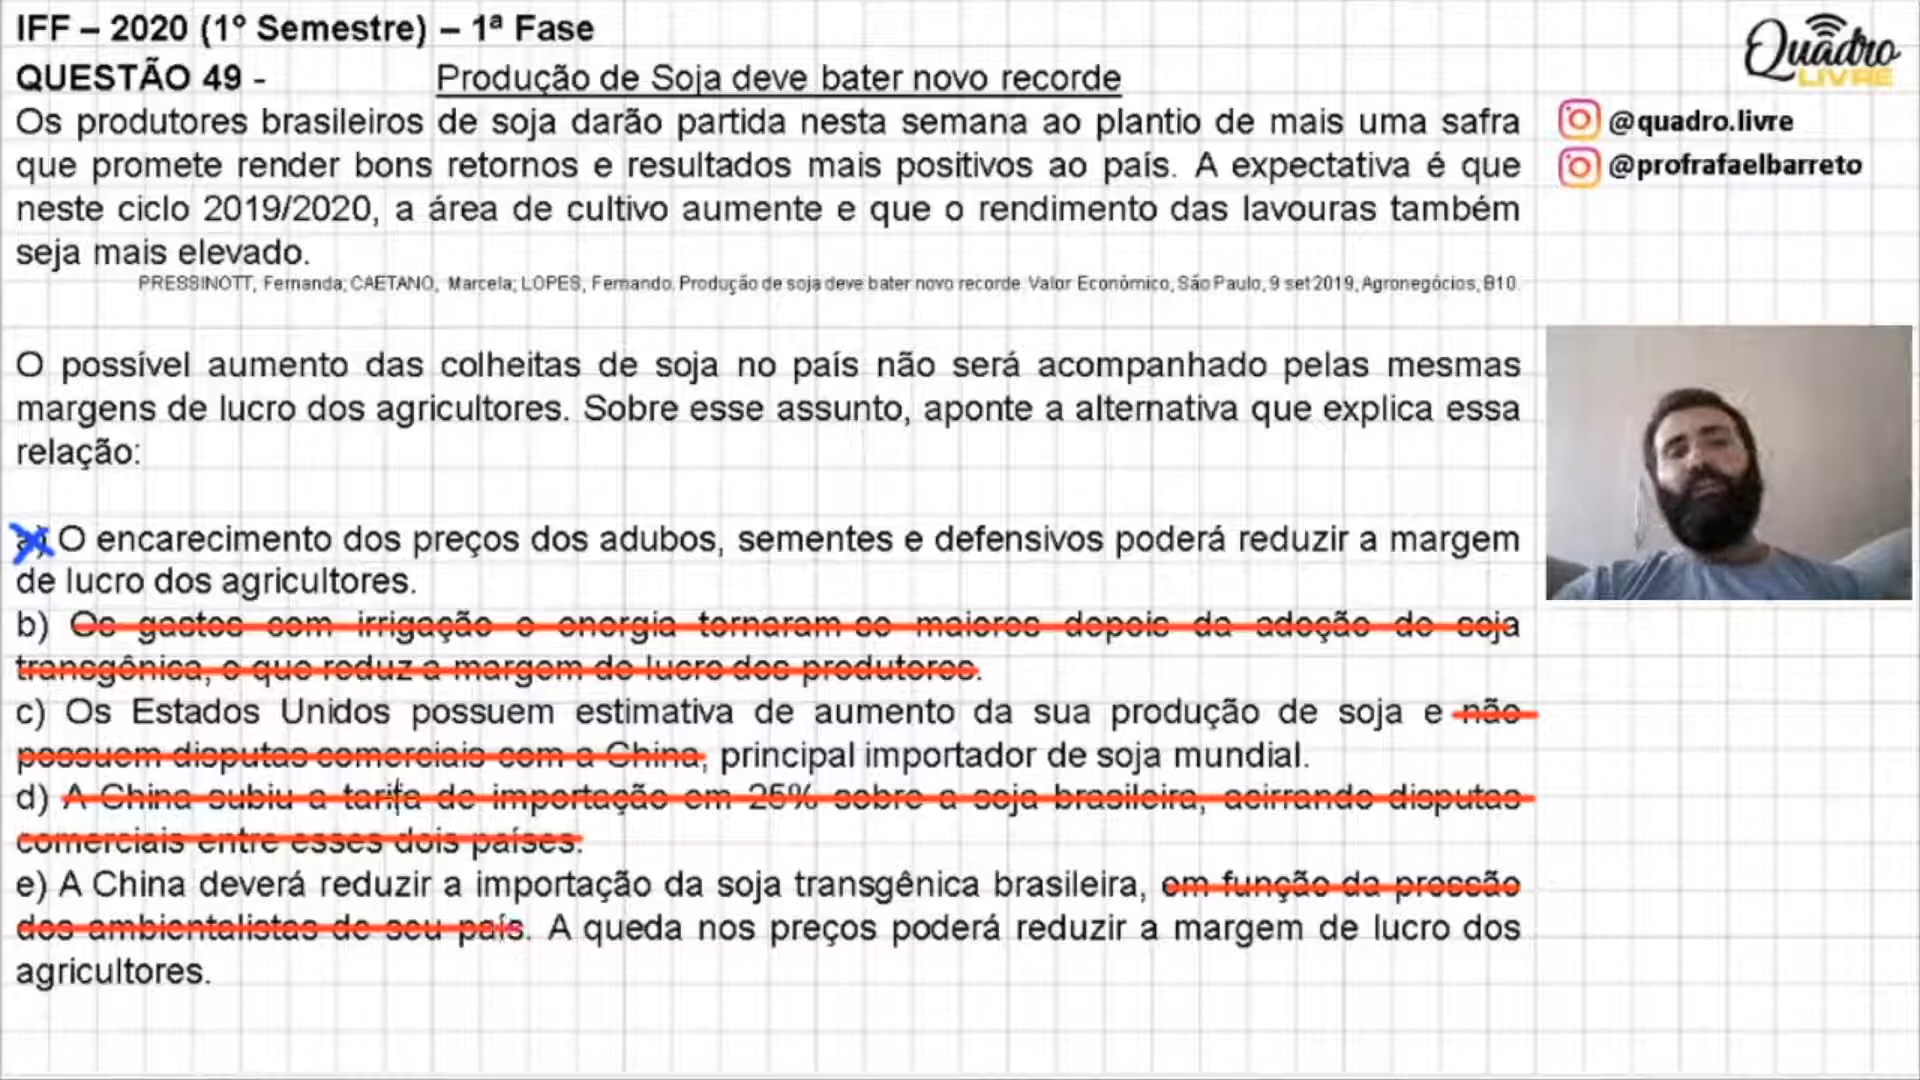 IFF – 2020 (1º Semestre) – 1ª Fase
QUESTÃO 49 - Produção de Soja deve bater novo recorde
Os produtores brasileiros de soja darão partida nesta semana ao plantio de mais uma safra
que promete render bons retornos e resultados mais positivos ao país. A expectativa é que
neste ciclo 2019/2020, a área de cultivo aumente e que o rendimento das lavouras também
seja mais elevado.
PRESSINOTT, Fernanda; CAETANO, Marcela; LOPES, Fernando. Produção de soja deve bater novo recorde. Valor Econômico, São Paulo, 9 set 2019, Agronegócios, B10.
O possível aumento das colheitas de soja no país não será acompanhado pelas mesmas
margens de lucro dos agricultores. Sobre esse assunto, aponte a alternativa que explica essa
relação:
a) O encarecimento dos preços dos adubos, sementes e defensivos poderá reduzir a margem
de lucro dos agricultores.
b) Os gastos com irrigação e energia tornaram-se maiores depois da adoção de soja
transgênica, o que reduz a margem de lucro dos produtores.
c) Os Estados Unidos possuem estimativa de aumento da sua produção de soja e não
possuem disputas comerciais com a China, principal importador de soja mundial.
d) A China subiu a tarifa de importação em 25% sobre a soja brasileira, acirrando disputas
comerciais entre esses dois países.
e) A China deverá reduzir a importação da soja transgênica brasileira, em função da pressão
dos ambientalistas de seu país. A queda nos preços poderá reduzir a margem de lucro dos
agricultores.
Quadro
LIVRE
@quadro.livre
@profrafaelbarreto